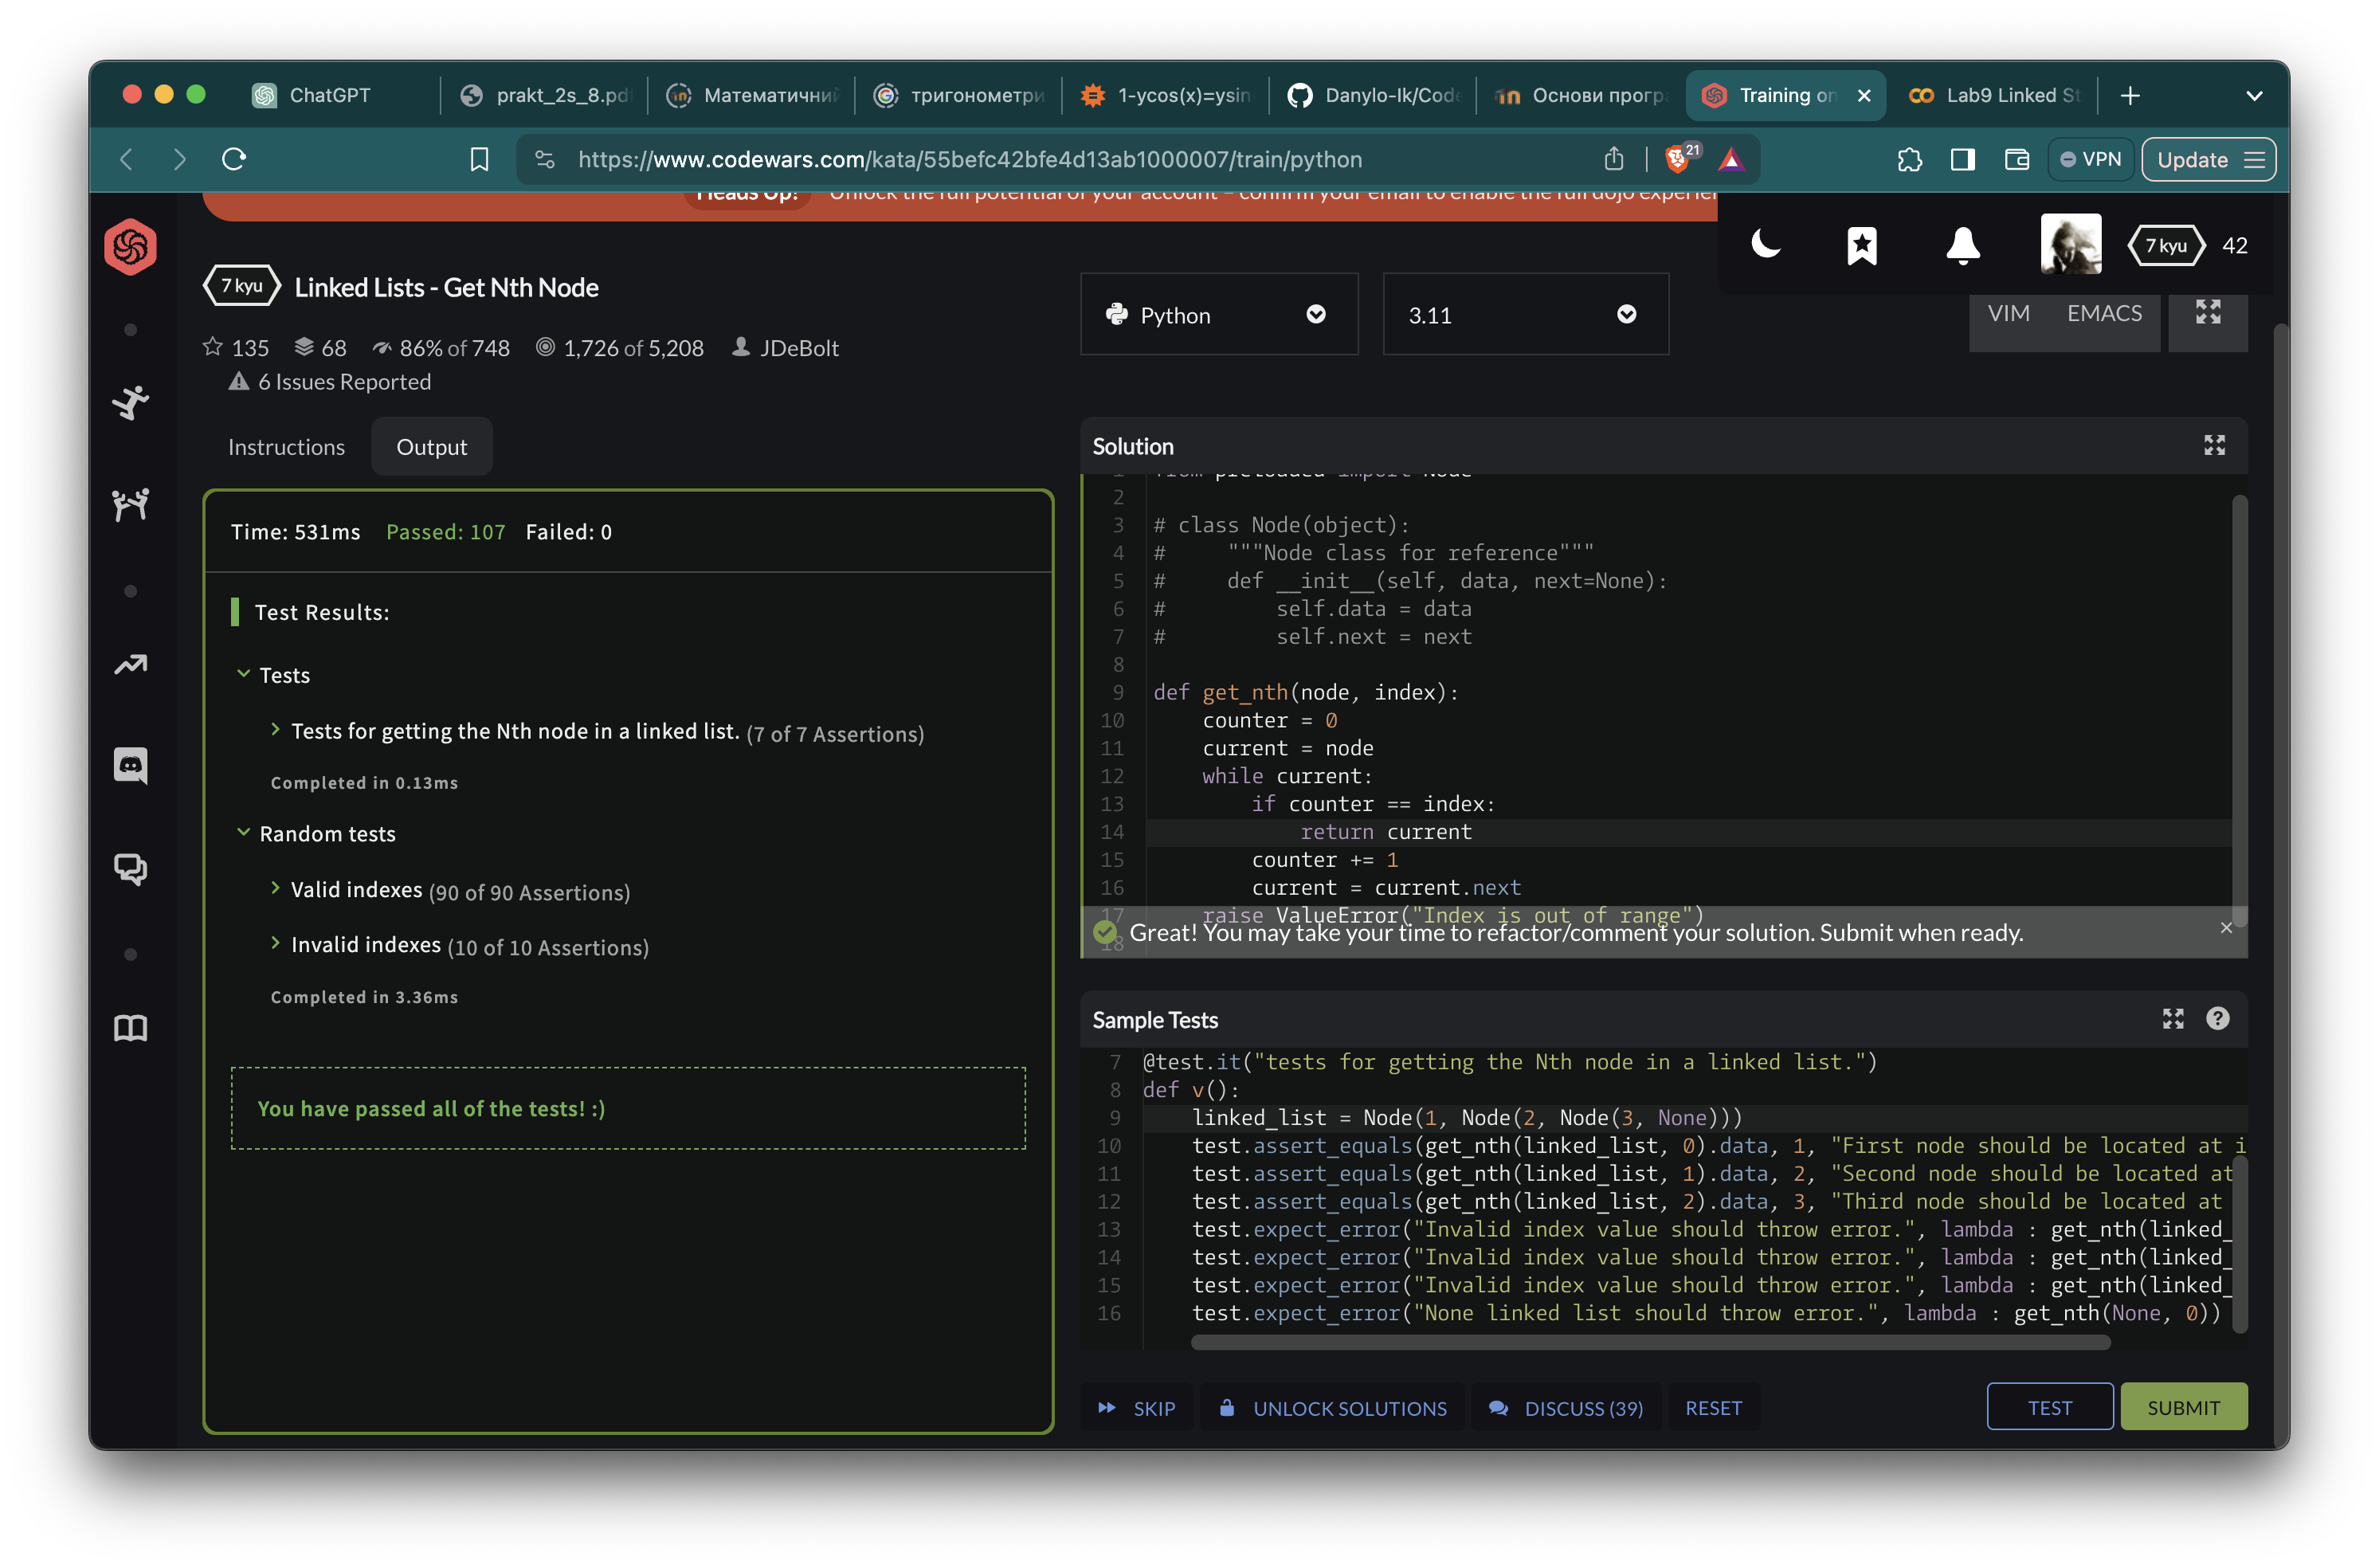 ChatGPT
prakt_2s_8.pd
Математични
тригонометри
1-ycos(x)=ysin
Danylo-Ik/Code
Основи прогр
Training on
Lab9 Linked St
https://www.codewars.com/kata/55befc42bfe4d13ab1000007/train/python
21
VPN
Update
Heads Up! Unlock the full potential of your account – confirm your email to enable the full dojo experien
7 kyu
42
7 kyu
Linked Lists - Get Nth Node
135 68 86% of 748 1,726 of 5,208 JDeBolt
6 Issues Reported
Python
3.11
VIM
EMACS
Instructions
Output
Time: 531ms Passed: 107 Failed: 0
Test Results:
Tests
Tests for getting the Nth node in a linked list. (7 of 7 Assertions)
Completed in 0.13ms
Random tests
Valid indexes (90 of 90 Assertions)
Invalid indexes (10 of 10 Assertions)
Completed in 3.36ms
You have passed all of the tests! :)
Solution
1 from preloaded import Node
2
3 # class Node(object):
4 #     """Node class for reference"""
5 #     def __init__(self, data, next=None):
6 #         self.data = data
7 #         self.next = next
8
9 def get_nth(node, index):
10     counter = 0
11     current = node
12     while current:
13         if counter == index:
14             return current
15         counter += 1
16         current = current.next
17     raise ValueError("Index is out of range")
18
Great! You may take your time to refactor/comment your solution. Submit when ready.
Sample Tests
7 @test.it("tests for getting the Nth node in a linked list.")
8 def v():
9     linked_list = Node(1, Node(2, Node(3, None)))
10     test.assert_equals(get_nth(linked_list, 0).data, 1, "First node should be located at i
11     test.assert_equals(get_nth(linked_list, 1).data, 2, "Second node should be located at
12     test.assert_equals(get_nth(linked_list, 2).data, 3, "Third node should be located at
13     test.expect_error("Invalid index value should throw error.", lambda : get_nth(linked_
14     test.expect_error("Invalid index value should throw error.", lambda : get_nth(linked_
15     test.expect_error("Invalid index value should throw error.", lambda : get_nth(linked_
16     test.expect_error("None linked list should throw error.", lambda : get_nth(None, 0))
SKIP
UNLOCK SOLUTIONS
DISCUSS (39)
RESET
TEST
SUBMIT